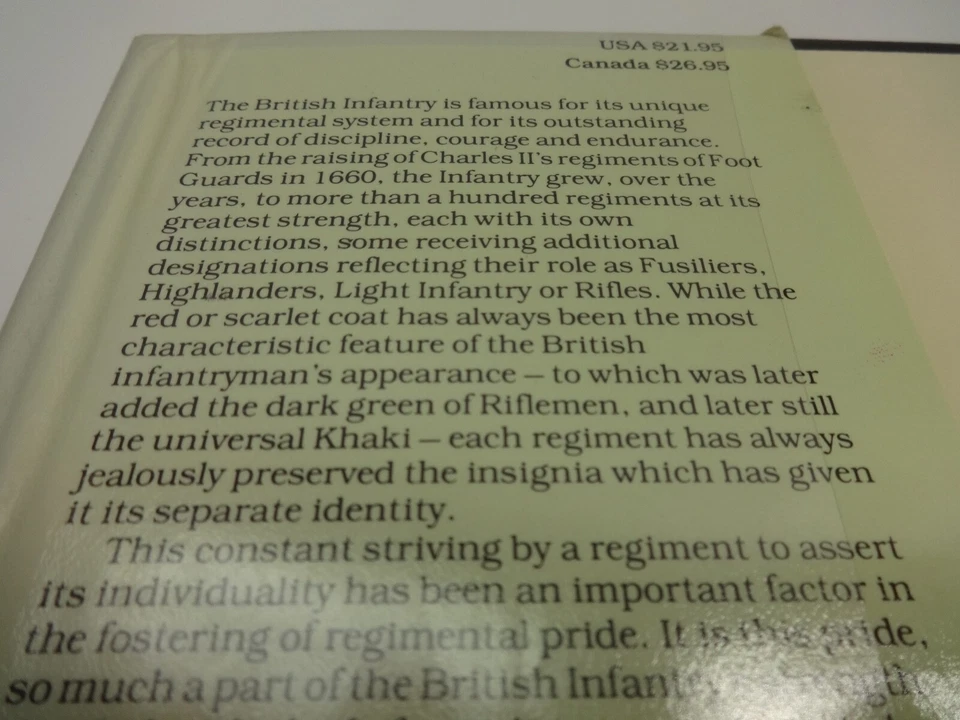 USA $21.95
Canada $26.95
The British Infantry is famous for its unique
regimental system and for its outstanding
record of discipline, courage and endurance.
From the raising of Charles II's regiments of Foot
Guards in 1660, the Infantry grew, over the
years, to more than a hundred regiments at its
greatest strength, each with its own
distinctions, some receiving additional
designations reflecting their role as Fusiliers,
Highlanders, Light Infantry or Rifles. While the
red or scarlet coat has always been the most
characteristic feature of the British
infantryman's appearance – to which was later
added the dark green of Riflemen, and later still
the universal Khaki – each regiment has always
jealously preserved the insignia which has given
it its separate identity.
This constant striving by a regiment to assert
its individuality has been an important factor in
the fostering of regimental pride. It is this pride,
so much a part of the British